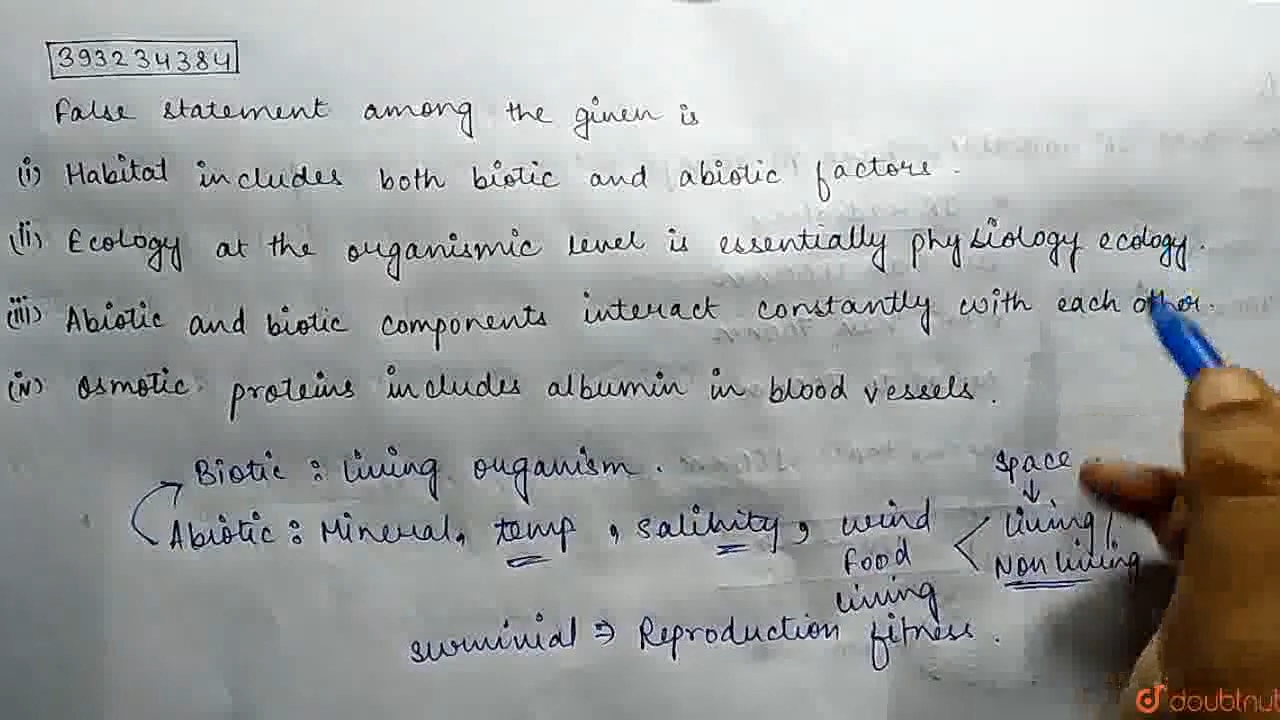 393234384
False statement among the given is
(i) Habital includes both biotic and abiotic factors.
(ii) Ecology at the organismic level is essentially physiology ecology.
(iii) Abiotic and biotic components interact constantly with each other.
(iv) Osmotic proteins includes albumin in blood vessels.
Biotic : Living organism.
Abiotic : Mineral, temp, salinity, wind
food
living
space
↓
living /
Non living
survinial ⇒ Reproduction fitness.
doubtnut